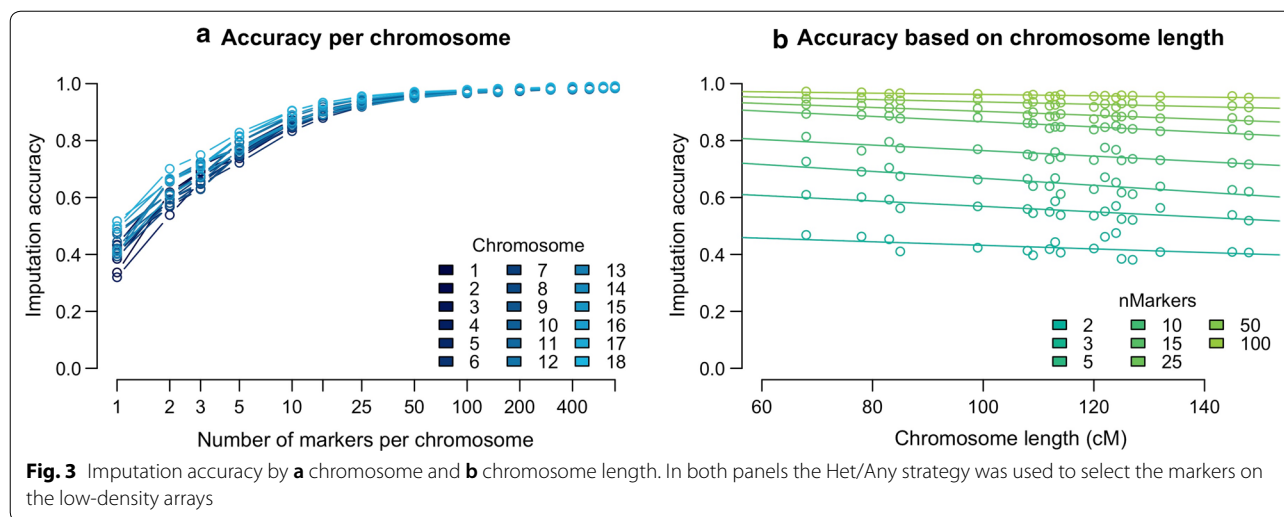 a Accuracy per chromosome
Imputation accuracy
1.0
0.8
0.6
0.4
0.2
0.0
1 2 3 5 10 25 50 100 200 400
Number of markers per chromosome
Chromosome
1 7 13
2 8 14
3 9 15
4 10 16
5 11 17
6 12 18
b Accuracy based on chromosome length
Imputation accuracy
1.0
0.8
0.6
0.4
0.2
0.0
60 80 100 120 140
Chromosome length (cM)
nMarkers
2 10 50
3 15 100
5 25
Fig. 3 Imputation accuracy by a chromosome and b chromosome length. In both panels the Het/Any strategy was used to select the markers on
the low-density arrays